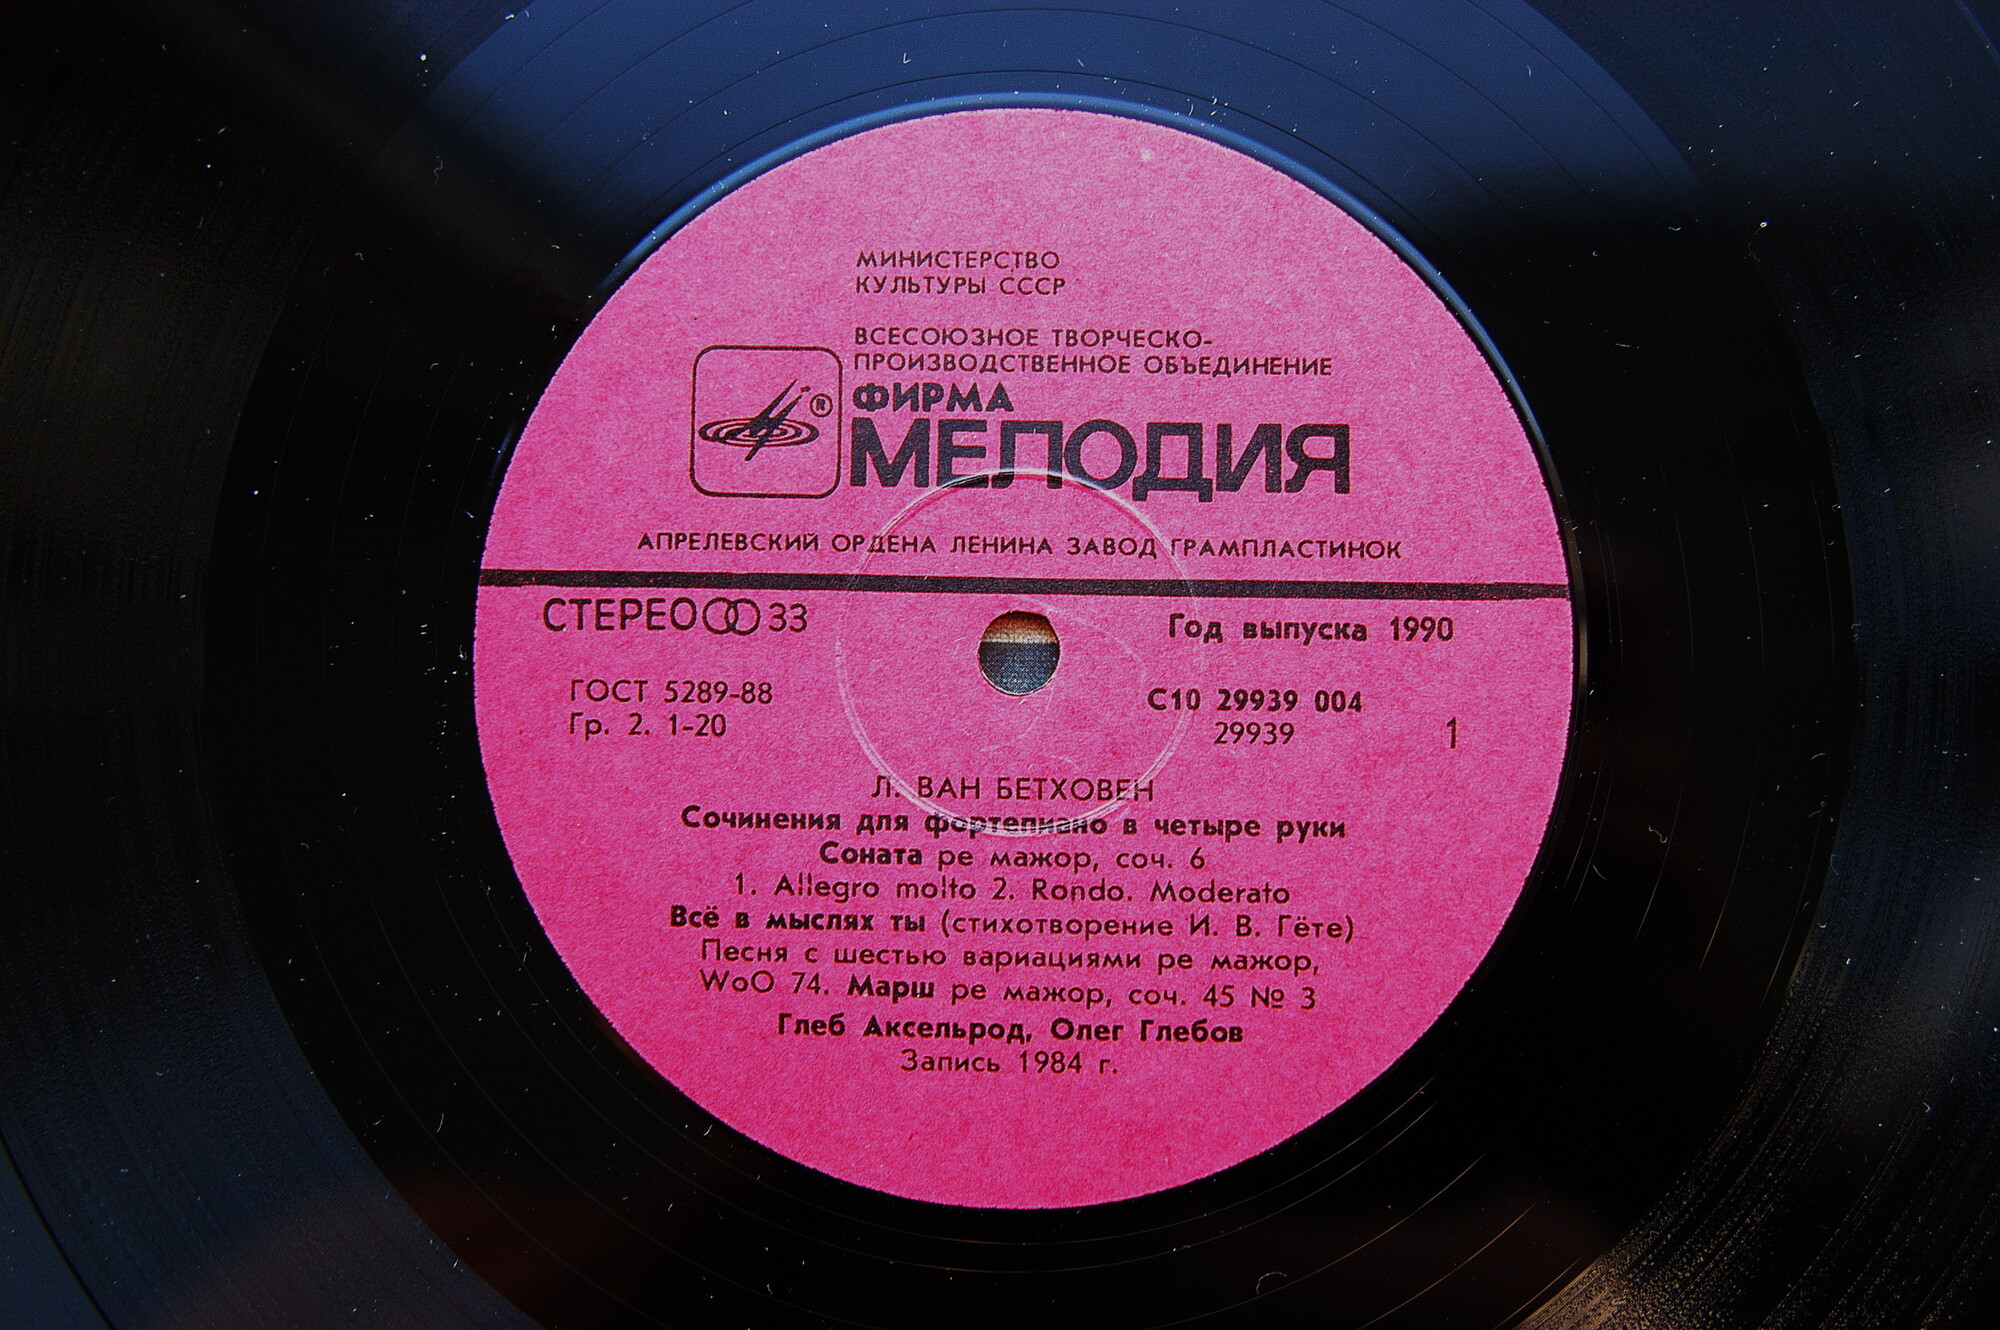 МИНИСТЕРСТВО
КУЛЬТУРЫ СССР
ВСЕСОЮЗНОЕ ТВОРЧЕСКО-
ПРОИЗВОДСТВЕННОЕ ОБЪЕДИНЕНИЕ
ФИРМА
®
МЕЛОДИЯ
АПРЕЛЕВСКИЙ ОРДЕНА ЛЕНИНА ЗАВОД ГРАМПЛАСТИНОК
СТЕРЕО 33
Год выпуска 1990
ГОСТ 5289-88
Гр. 2. 1-20
С10 29939 004
29939
1
Л. ВАН БЕТХОВЕН
Сочинения для фортепиано в четыре руки
Соната ре мажор, соч. 6
1. Allegro molto 2. Rondo. Moderato
Всё в мыслях ты (стихотворение И. В. Гёте)
Песня с шестью вариациями ре мажор,
WoO 74. Марш ре мажор, соч. 45 № 3
Глеб Аксельрод, Олег Глебов
Запись 1984 г.